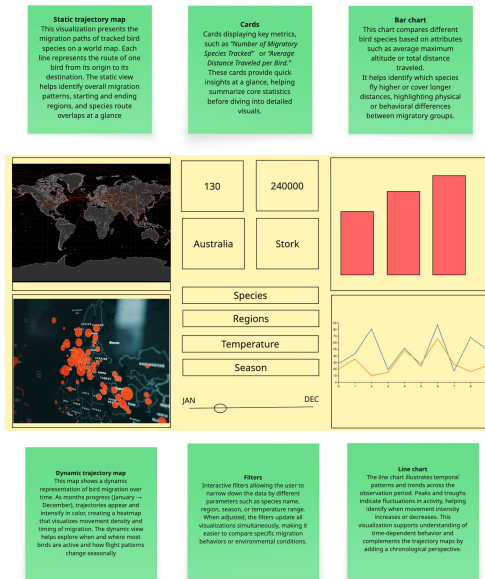 Static trajectory map
This visualization presents the
migration paths of tracked bird
species on a world map. Each
line represents the route of one
bird from its origin to its
destination. The static view
helps identify overall migration
patterns, starting and ending
regions, and species route
overlaps at a glance
Cards
Cards displaying key metrics,
such as "Number of Migratory
Species Tracked" or "Average
Distance Traveled per Bird."
These cards provide quick
insights at a glance, helping
summarize core statistics
before diving into detailed
visuals.
Bar chart
This chart compares different
bird species based on attributes
such as average maximum
altitude or total distance
traveled.
It helps identify which species
fly higher or cover longer
distances, highlighting physical
or behavioral differences
between migratory groups.
130
240000
Australia
Stork
Species
Regions
Temperature
Season
JAN
DEC
Dynamic trajectory map
This map shows a dynamic
representation of bird migration over
time. As months progress (January →
December), trajectories appear and
intensify in color, creating a heatmap
that visualizes movement density and
timing of migration. The dynamic view
helps explore when and where most
birds are active and how flight patterns
change seasonally
Filters
Interactive filters allowing the user to
narrow down the data by different
parameters such as species name,
region, season, or temperature range.
When adjusted, the filters update all
visualizations simultaneously, making it
easier to compare specific migration
behaviors or environmental conditions.
Line chart
The line chart illustrates temporal
patterns and trends across the
observation period. Peaks and troughs
indicate fluctuations in activity, helping
identify when movement intensity
increases or decreases. This
visualization supports understanding of
time-dependent behavior and
complements the trajectory maps by
adding a chronological perspective.